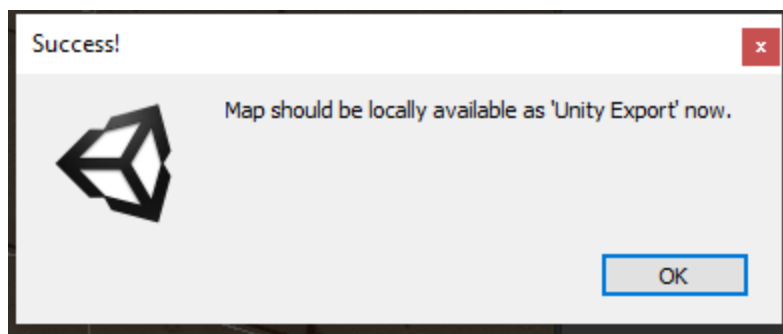 Success!
x
Map should be locally available as 'Unity Export' now.
OK